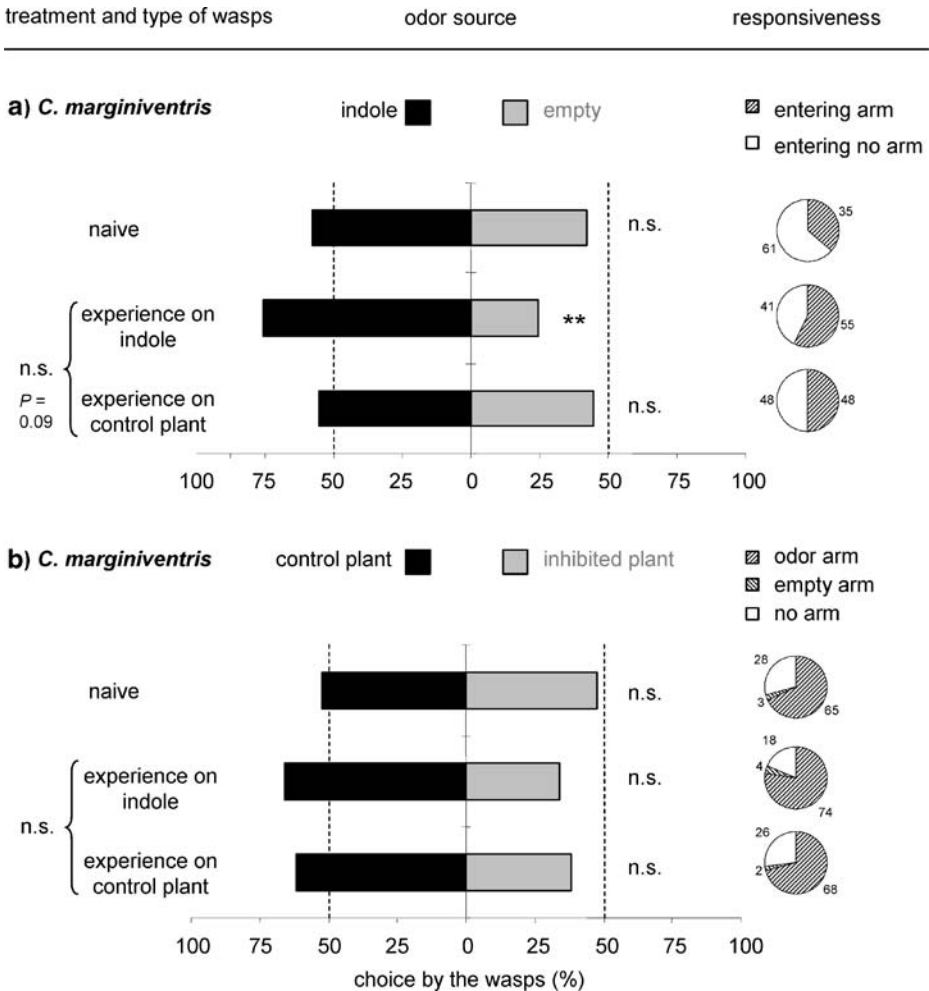 treatment and type of wasps odor source responsiveness
a) C. marginiventris indole empty
entering arm
entering no arm
naive n.s. 35
61
experience on
indole ** 41
55
n.s.
P =
0.09
experience on
control plant n.s. 48 48
100 75 50 25 0 25 50 75 100
b) C. marginiventris control plant inhibited plant
odor arm
empty arm
no arm
naive n.s. 28
3 65
experience on
indole n.s. 18
4
74
n.s.
experience on
control plant n.s. 26
2 68
100 75 50 25 0 25 50 75 100
choice by the wasps (%)